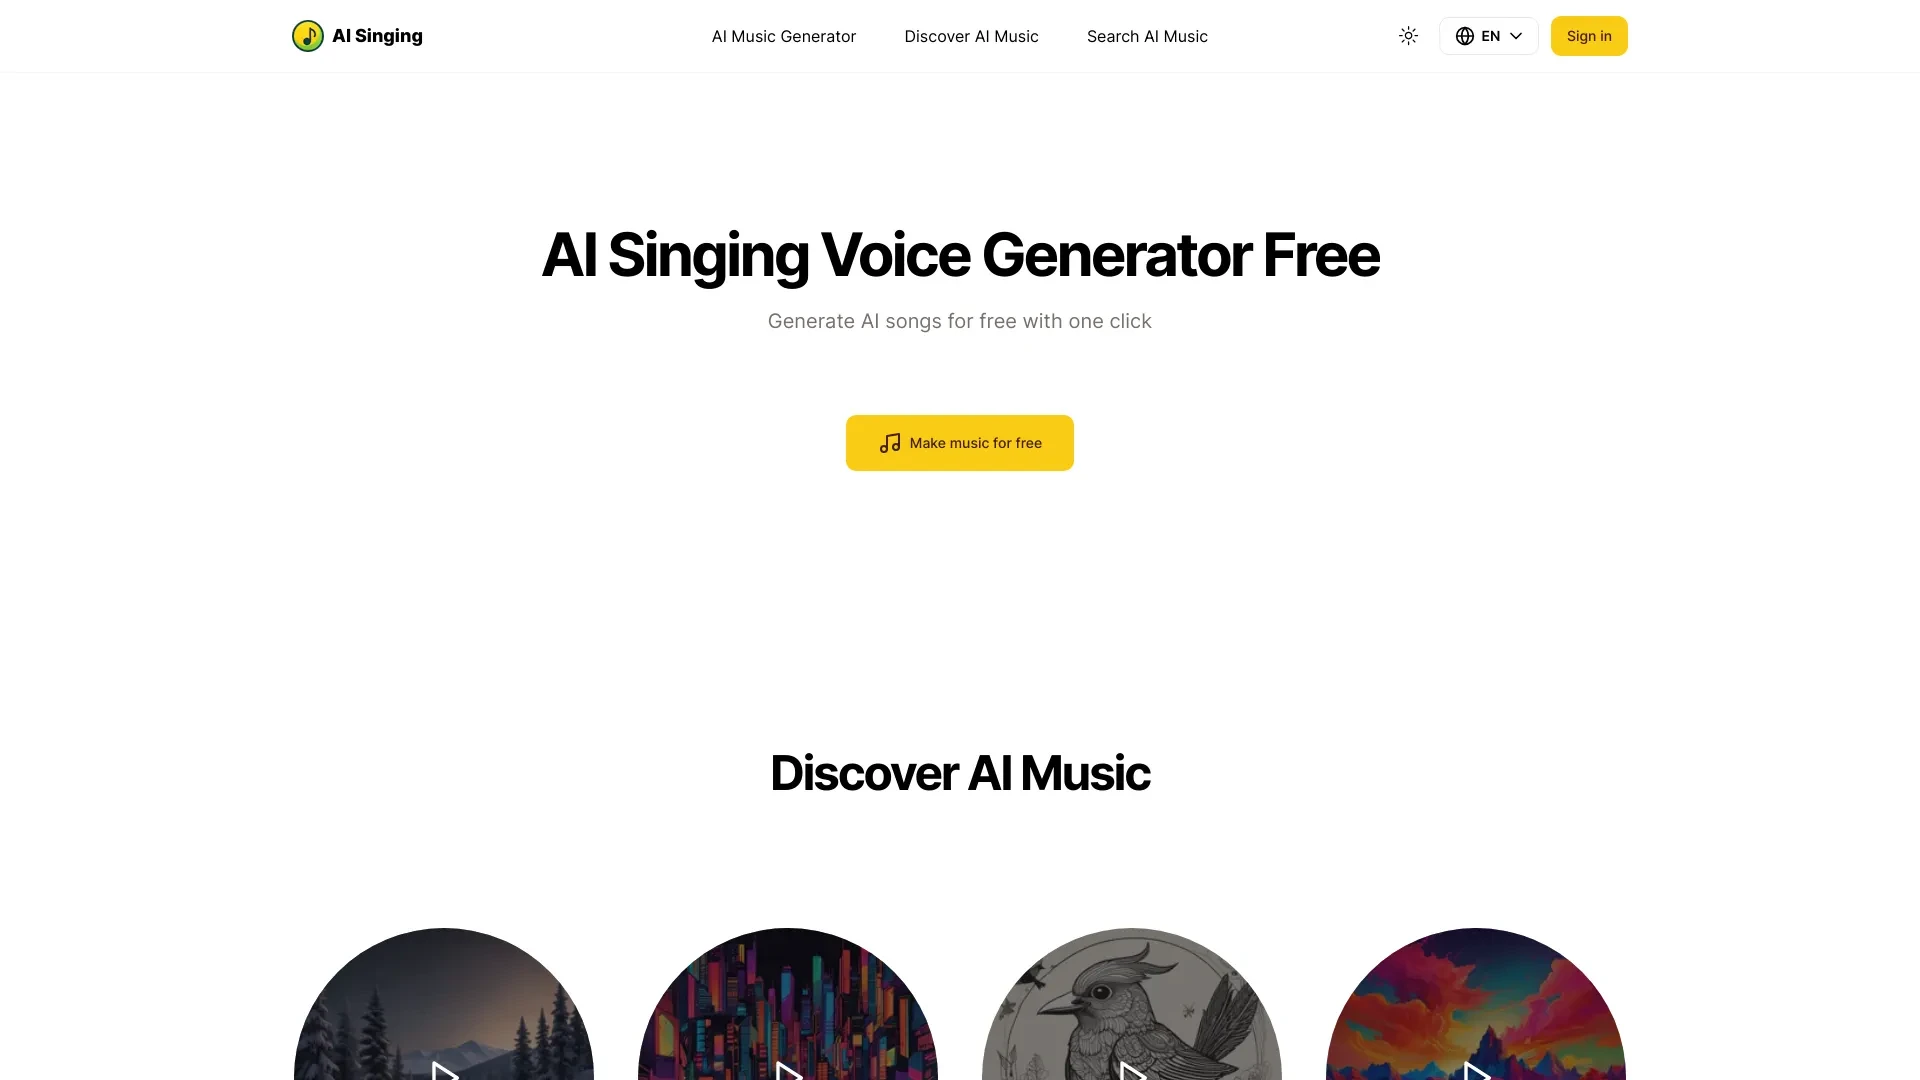 AI Singing
AI Music Generator
Discover AI Music
Search AI Music
EN
Sign in
AI Singing Voice Generator Free
Generate AI songs for free with one click
Make music for free
Discover AI Music